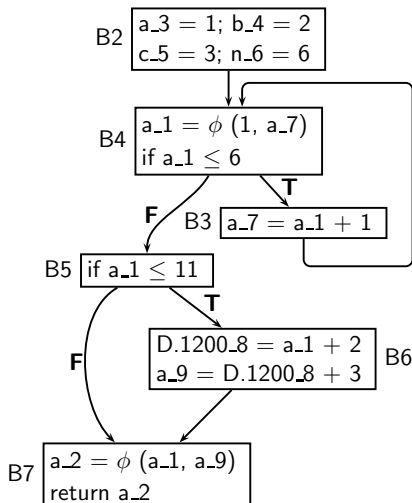 B2
a_3 = 1; b_4 = 2
c_5 = 3; n_6 = 6
B4
a_1 = ϕ (1, a_7)
if a_1 ≤ 6
F
T
B3
a_7 = a_1 + 1
B5
if a_1 ≤ 11
F
T
D.1200_8 = a_1 + 2
a_9 = D.1200_8 + 3
B6
B7
a_2 = ϕ (a_1, a_9)
return a_2